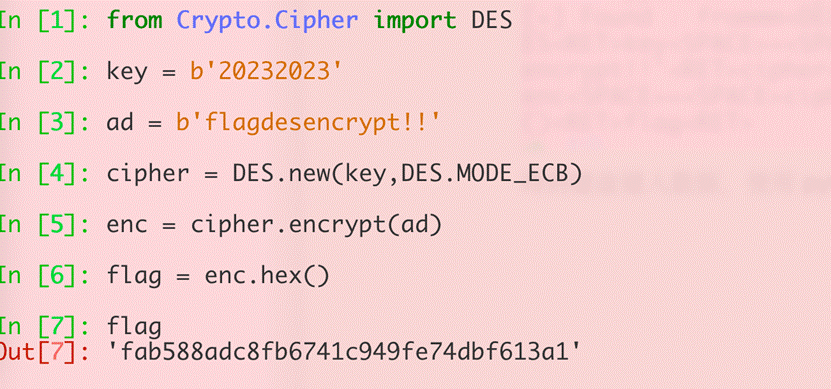 In [1]: from Crypto.Cipher import DES
In [2]: key = b'20232023'
In [3]: ad = b'flagdesencrypt!!'
In [4]: cipher = DES.new(key,DES.MODE_ECB)
In [5]: enc = cipher.encrypt(ad)
In [6]: flag = enc.hex()
In [7]: flag
Out[7]: 'fab588adc8fb6741c949fe74dbf613a1'